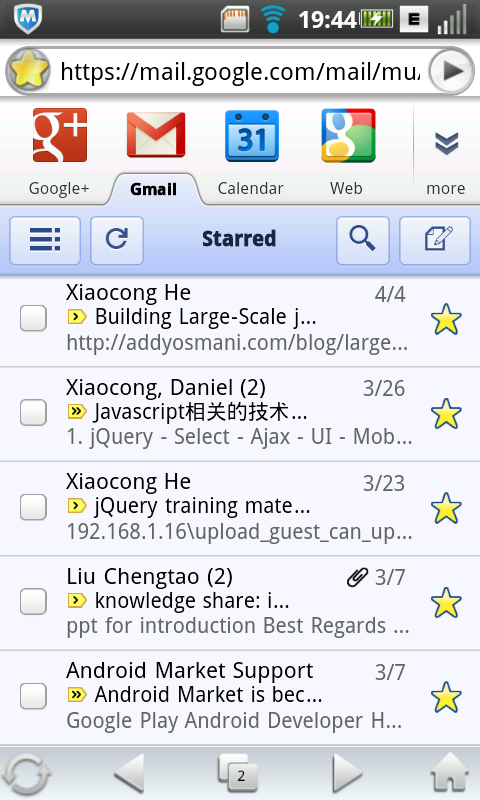 19:44
E
https://mail.google.com/mail/mu/
g+
31
g
Google+
Gmail
Calendar
Web
more
Starred
Xiaocong He
4/4
Building Large-Scale j...
http://addyosmani.com/blog/large...
Xiaocong, Daniel (2)
3/26
Javascript相关的技术...
1. jQuery - Select - Ajax - UI - Mob...
Xiaocong He
3/23
jQuery training mate...
192.168.1.16\upload_guest_can_up...
Liu Chengtao (2)
3/7
knowledge share: i...
ppt for introduction Best Regards ...
Android Market Support
3/7
Android Market is bec...
Google Play Android Developer H...
2